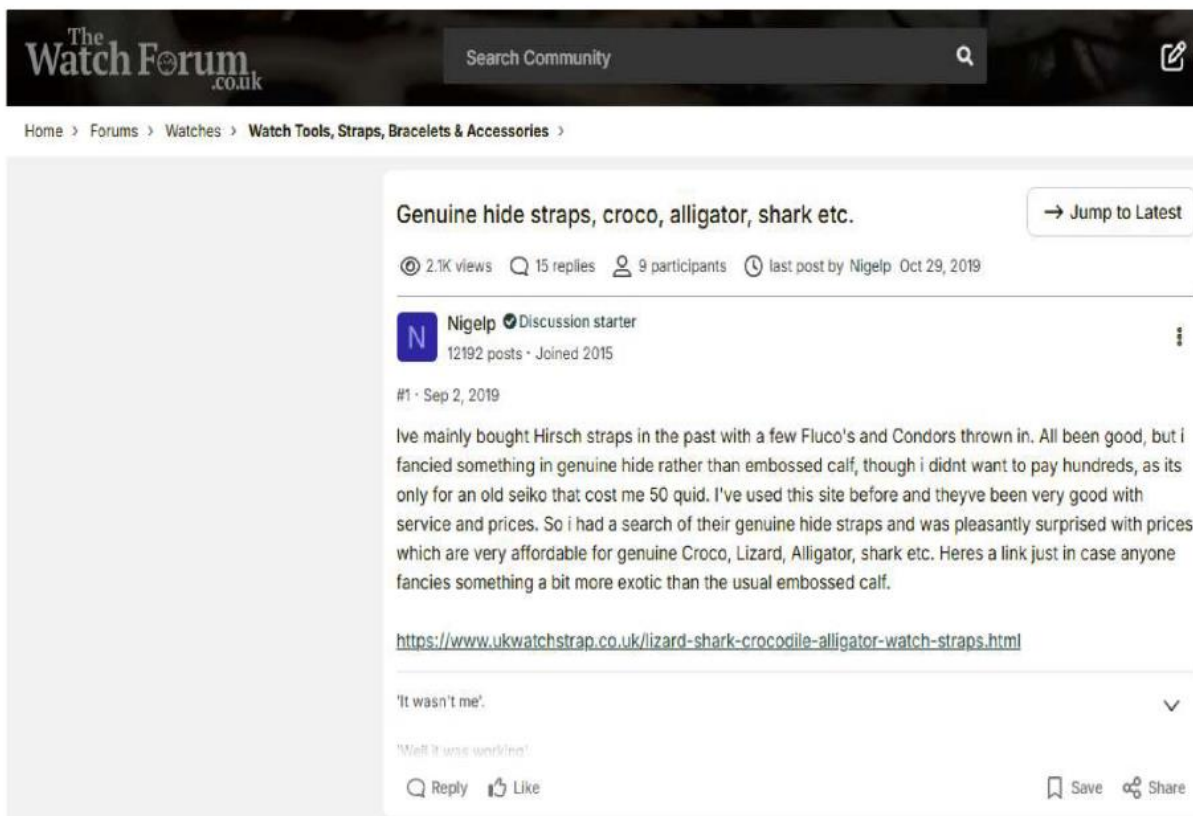 The
Watch Forum
.co.uk
Search Community
Home > Forums > Watches > Watch Tools, Straps, Bracelets & Accessories >
Genuine hide straps, croco, alligator, shark etc.
→ Jump to Latest
2.1K views 15 replies 9 participants last post by Nigelp Oct 29, 2019
N
Nigelp Discussion starter
12192 posts · Joined 2015
#1 · Sep 2, 2019
Ive mainly bought Hirsch straps in the past with a few Fluco's and Condors thrown in. All been good, but i
fancied something in genuine hide rather than embossed calf, though i didnt want to pay hundreds, as its
only for an old seiko that cost me 50 quid. I've used this site before and theyve been very good with
service and prices. So i had a search of their genuine hide straps and was pleasantly surprised with prices
which are very affordable for genuine Croco, Lizard, Alligator, shark etc. Heres a link just in case anyone
fancies something a bit more exotic than the usual embossed calf.
https://www.ukwatchstrap.co.uk/lizard-shark-crocodile-alligator-watch-straps.html
'It wasn't me'.
'Well it was working'.
Reply Like Save Share